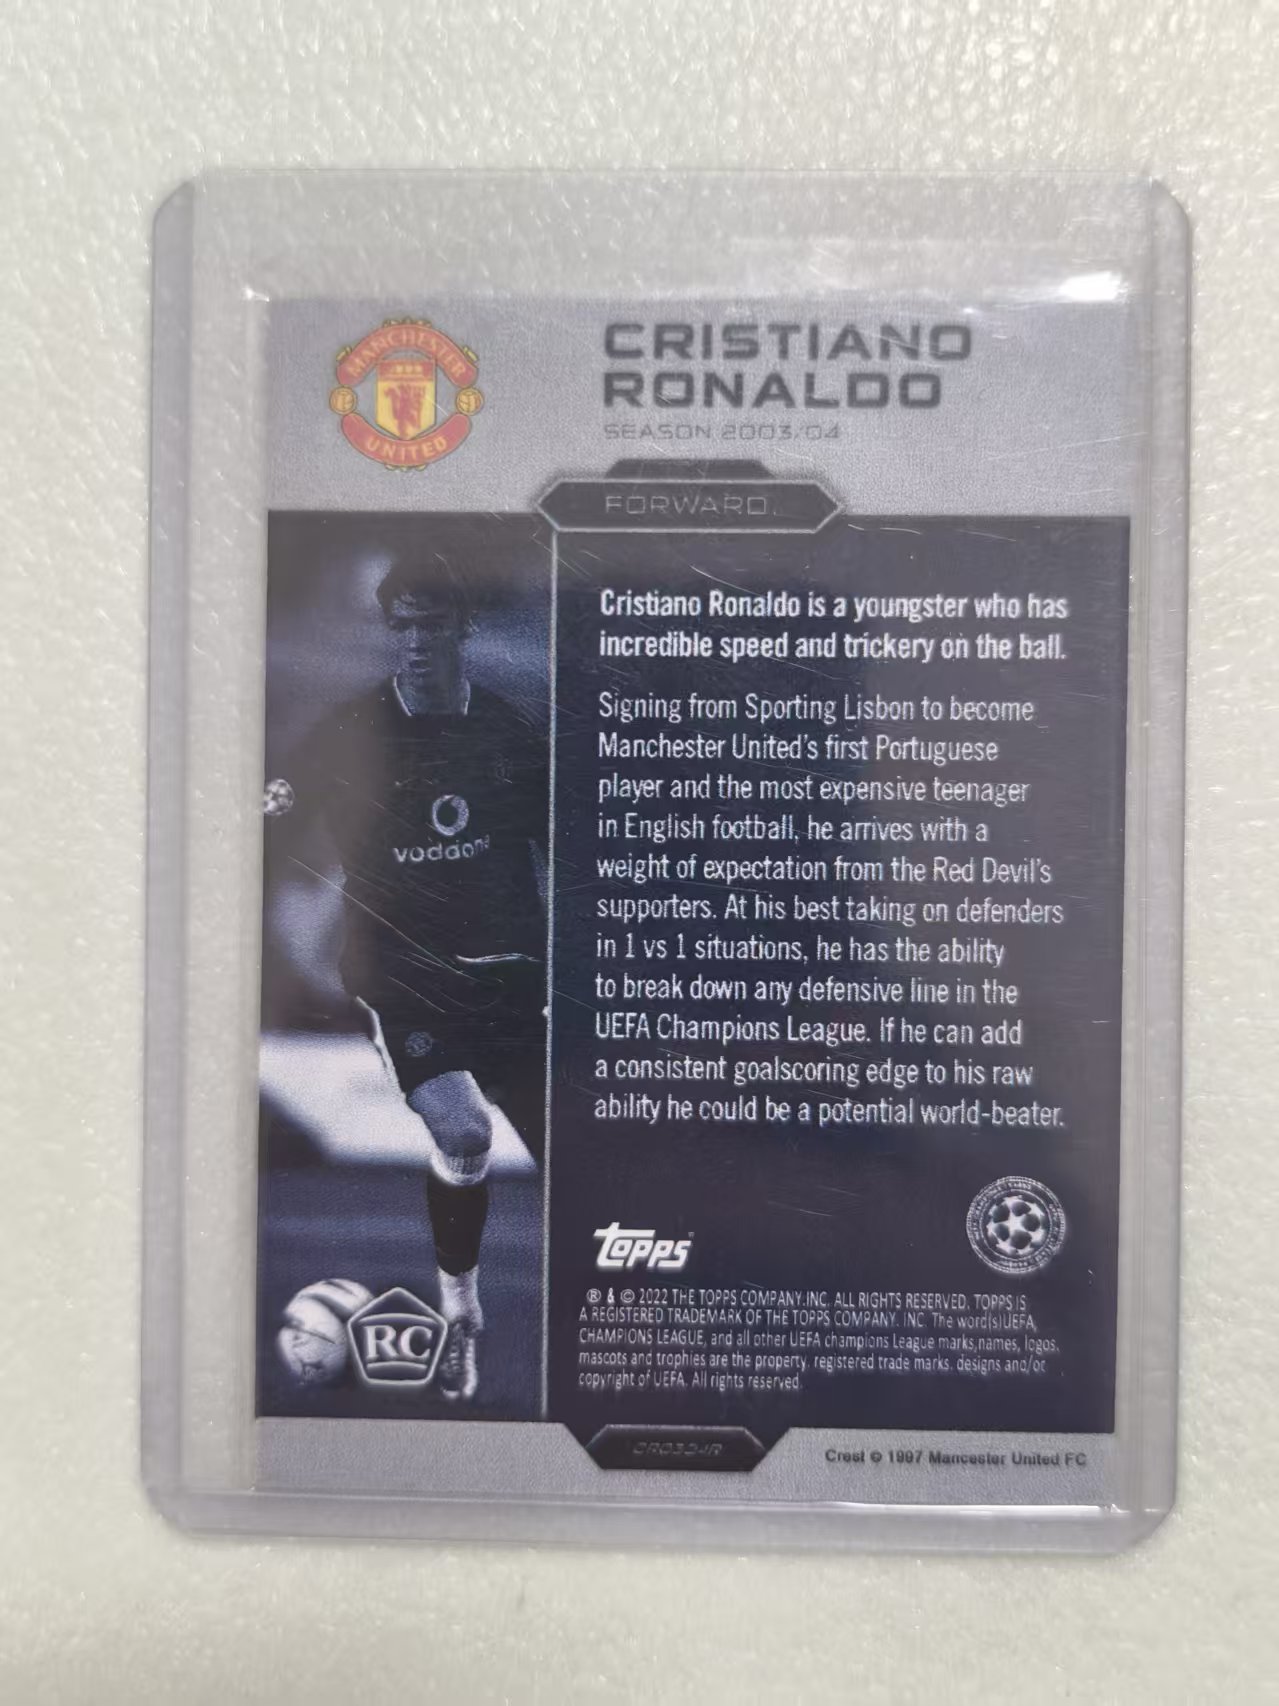 MANCHESTER
UNITED
CRISTIANO
RONALDO
SEASON 2003/04
FORWARD
Cristiano Ronaldo is a youngster who has
incredible speed and trickery on the ball.
Signing from Sporting Lisbon to become
Manchester United's first Portuguese
player and the most expensive teenager
in English football, he arrives with a
weight of expectation from the Red Devil's
supporters. At his best taking on defenders
in 1 vs 1 situations, he has the ability
to break down any defensive line in the
UEFA Champions League. If he can add
a consistent goalscoring edge to his raw
ability he could be a potential world-beater.
vodafone
topps
® & © 2022 THE TOPPS COMPANY.INC. ALL RIGHTS RESERVED. TOPPS IS
A REGISTERED TRADEMARK OF THE TOPPS COMPANY. INC. The word(s)UEFA,
CHAMPIONS LEAGUE, and all other UEFA champions League marks,names, logos.
mascots and trophies are the property. registered trade marks. designs and/or
copyright of UEFA. All rights reserved.
RC
Crest © 1997 Mancester United FC